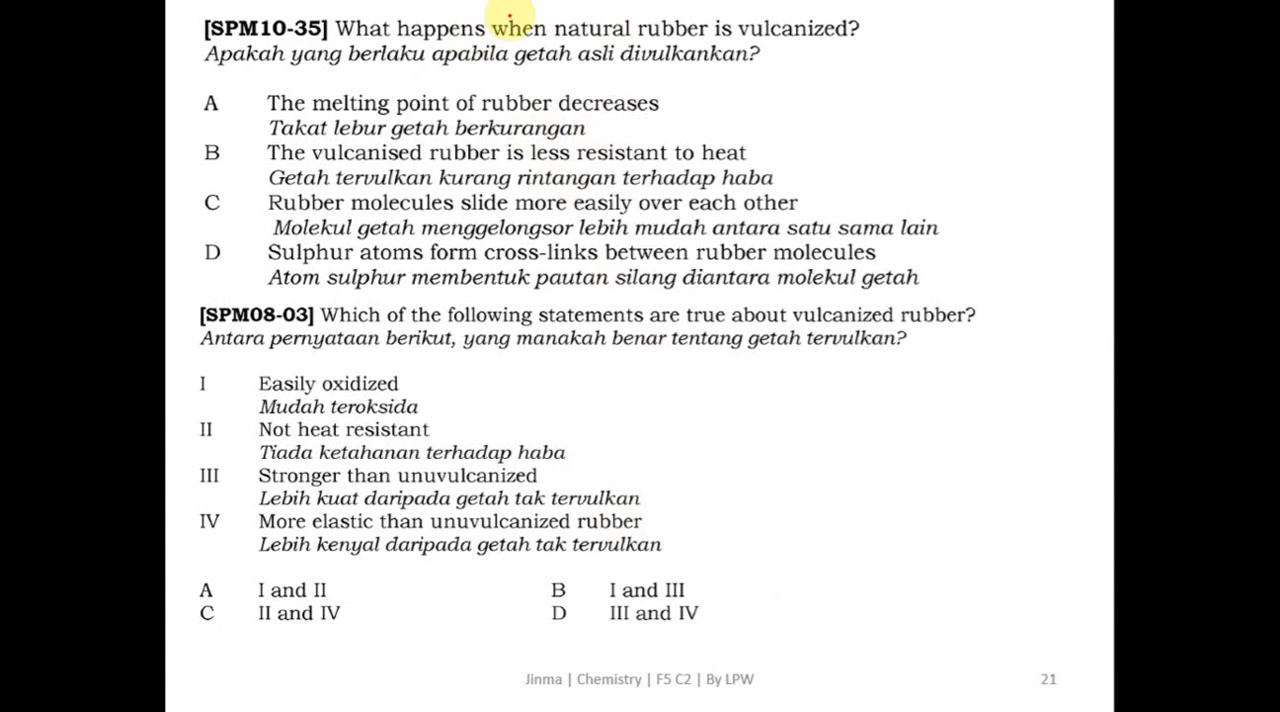 [SPM10-35] What happens when natural rubber is vulcanized?
Apakah yang berlaku apabila getah asli divulkankan?
A The melting point of rubber decreases
Takat lebur getah berkurangan
B The vulcanised rubber is less resistant to heat
Getah tervulkan kurang rintangan terhadap haba
C Rubber molecules slide more easily over each other
Molekul getah menggelongsor lebih mudah antara satu sama lain
D Sulphur atoms form cross-links between rubber molecules
Atom sulphur membentuk pautan silang diantara molekul getah
[SPM08-03] Which of the following statements are true about vulcanized rubber?
Antara pernyataan berikut, yang manakah benar tentang getah tervulkan?
I Easily oxidized
Mudah teroksida
II Not heat resistant
Tiada ketahanan terhadap haba
III Stronger than unuvulcanized
Lebih kuat daripada getah tak tervulkan
IV More elastic than unuvulcanized rubber
Lebih kenyal daripada getah tak tervulkan
A I and II B I and III
C II and IV D III and IV
Jinma | Chemistry | F5 C2 | By LPW 21